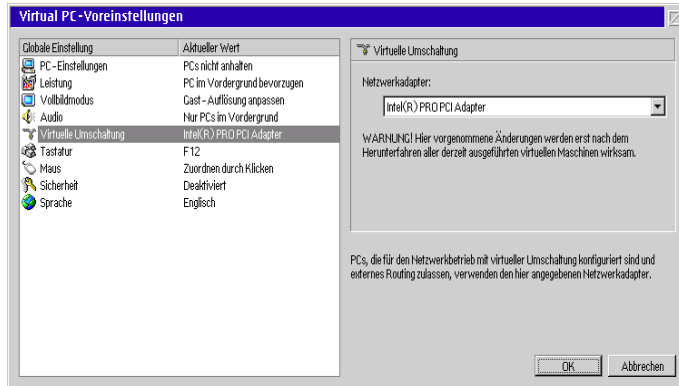 Virtual PC-Voreinstellungen
Globale Einstellung Aktueller Wert
PC-Einstellungen PCs nicht anhalten
Leistung PC im Vordergrund bevorzugen
Vollbildmodus Gast-Auflösung anpassen
Audio Nur PCs im Vordergrund
Virtuelle Umschaltung Intel(R) PRO PCI Adapter
Tastatur F12
Maus Zuordnen durch Klicken
Sicherheit Deaktiviert
Sprache Englisch
Virtuelle Umschaltung
Netzwerkadapter:
Intel(R) PRO PCI Adapter
WARNUNG! Hier vorgenommene Änderungen werden erst nach dem
Herunterfahren aller derzeit ausgeführten virtuellen Maschinen wirksam.
PCs, die für den Netzwerkbetrieb mit virtueller Umschaltung konfiguriert sind und
externes Routing zulassen, verwenden den hier angegebenen Netzwerkadapter.
OK Abbrechen